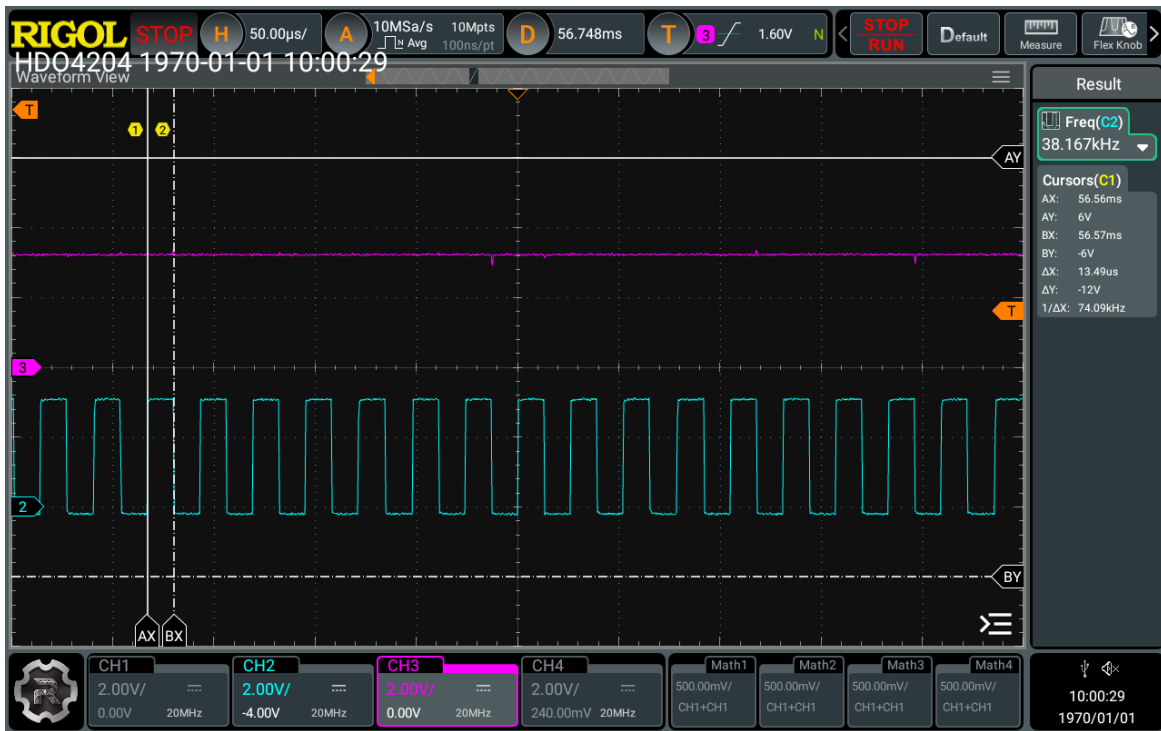 RIGOL STOP H 50.00μs/ A 10MSa/s 10Mpts D 56.748ms T 3 1.60V N STOP Default Measure Flex Knob
N Avg 100ns/pt RUN
HDO4204 1970-01-01 10:00:29
Waveform View
Result
T
1 2
Freq(C2)
38.167kHz
AY
Cursors(C1)
AX: 56.56ms
AY: 6V
BX: 56.57ms
BY: -6V
ΔX: 13.49us
ΔY: -12V
1/ΔX: 74.09kHz
T
3
2
BY
AX BX
CH1 CH2 CH3 CH4 Math1 Math2 Math3 Math4
2.00V/ 2.00V/ 2.00V/ 2.00V/ 500.00mV/ 500.00mV/ 500.00mV/ 500.00mV/
CH1+CH1 CH1+CH1 CH1+CH1 CH1+CH1
0.00V 20MHz -4.00V 20MHz 0.00V 20MHz 240.00mV 20MHz
R
10:00:29
1970/01/01